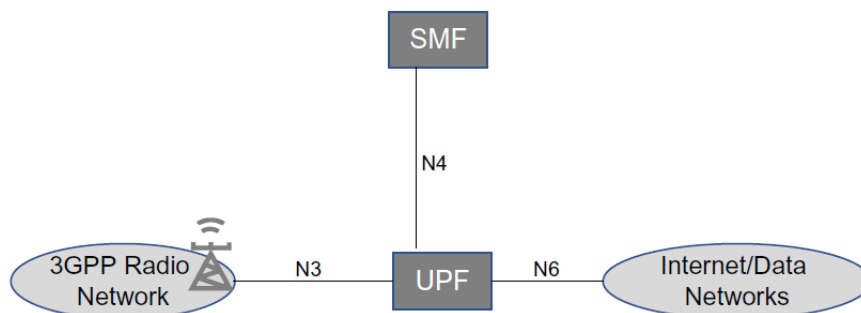 SMF
N4
3GPP Radio
Network
N3
UPF
N6
Internet/Data
Networks